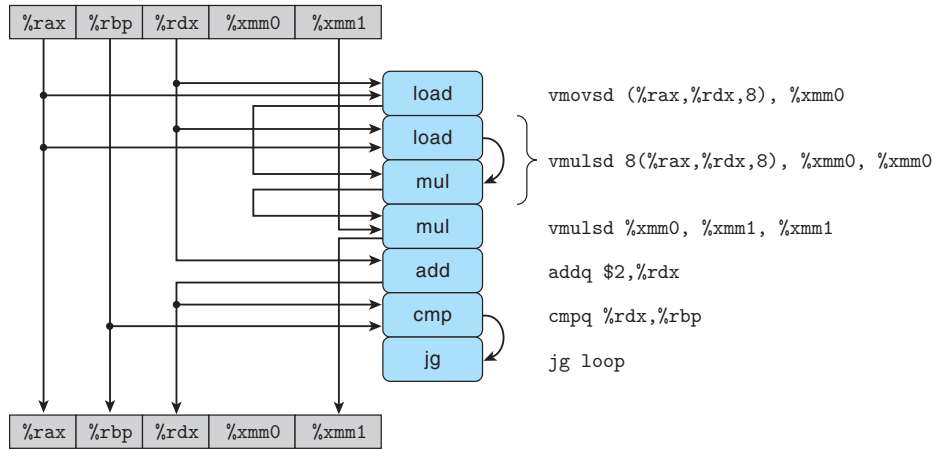 %rax %rbp %rdx %xmm0 %xmm1
load vmovsd (%rax,%rdx,8), %xmm0
load
vmulsd 8(%rax,%rdx,8), %xmm0, %xmm0
mul
mul vmulsd %xmm0, %xmm1, %xmm1
add addq $2,%rdx
cmp cmpq %rdx,%rbp
jg jg loop
%rax %rbp %rdx %xmm0 %xmm1